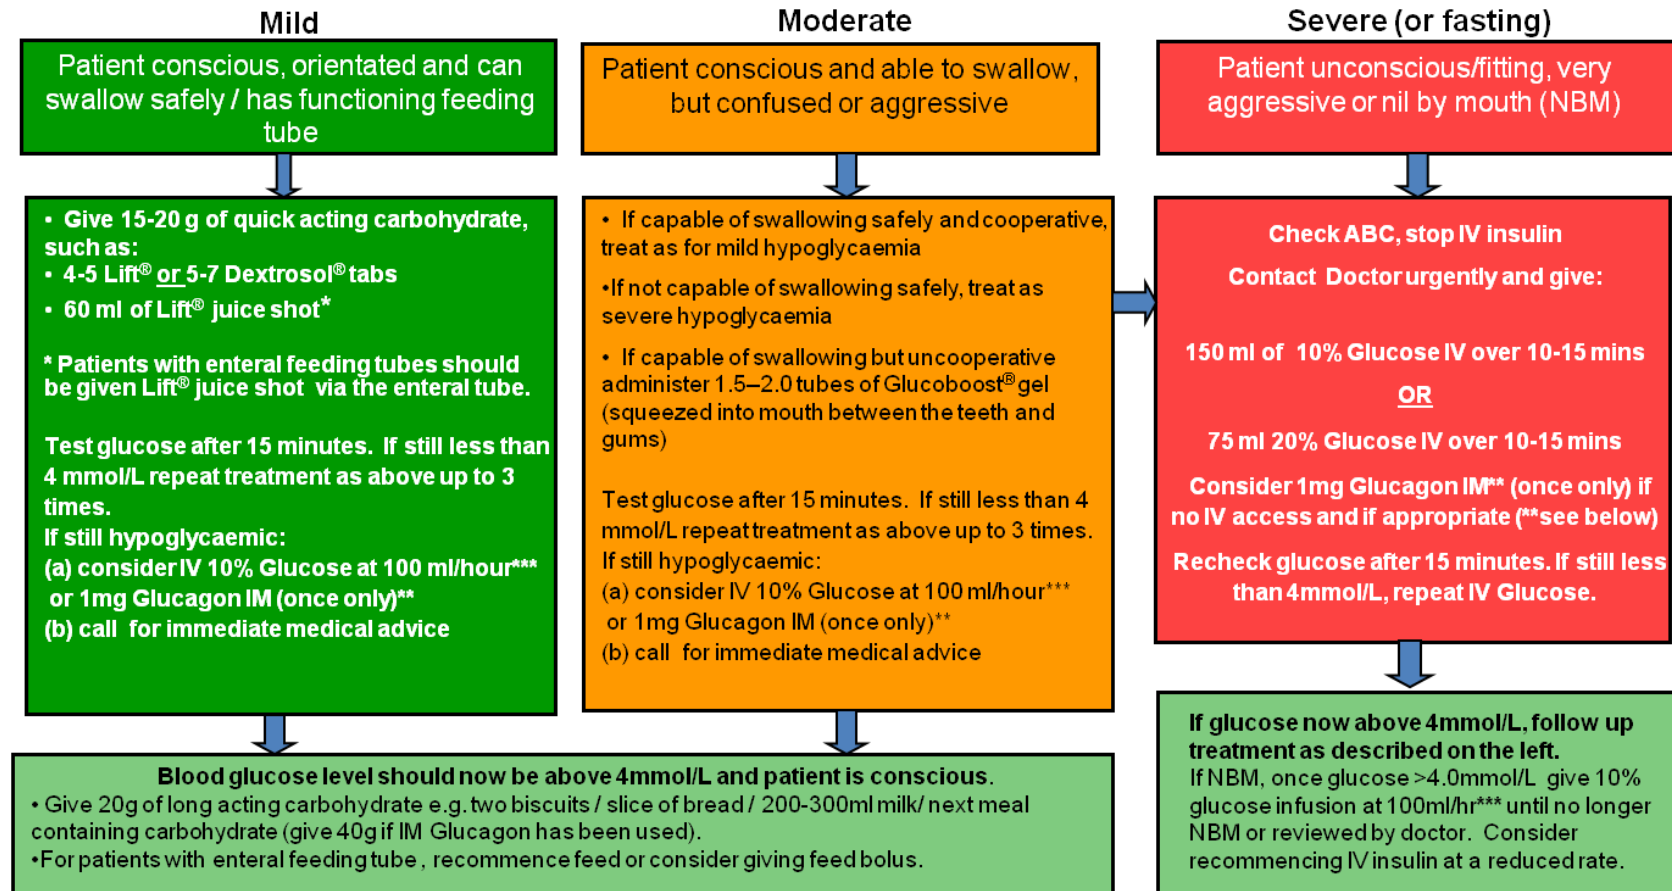 Mild
Patient conscious, orientated and can
swallow safely / has functioning feeding
tube
• Give 15-20 g of quick acting carbohydrate,
such as:
• 4-5 Lift® or 5-7 Dextrosol® tabs
• 60 ml of Lift® juice shot*
* Patients with enteral feeding tubes should
be given Lift® juice shot via the enteral tube.
Test glucose after 15 minutes. If still less than
4 mmol/L repeat treatment as above up to 3
times.
If still hypoglycaemic:
(a) consider IV 10% Glucose at 100 ml/hour***
or 1mg Glucagon IM (once only)**
(b) call for immediate medical advice
Moderate
Patient conscious and able to swallow,
but confused or aggressive
• If capable of swallowing safely and cooperative,
treat as for mild hypoglycaemia
•If not capable of swallowing safely, treat as
severe hypoglycaemia
• If capable of swallowing but uncooperative
administer 1.5–2.0 tubes of Glucoboost® gel
(squeezed into mouth between the teeth and
gums)
Test glucose after 15 minutes. If still less than 4
mmol/L repeat treatment as above up to 3 times.
If still hypoglycaemic:
(a) consider IV 10% Glucose at 100 ml/hour***
or 1mg Glucagon IM (once only)**
(b) call for immediate medical advice
Severe (or fasting)
Patient unconscious/fitting, very
aggressive or nil by mouth (NBM)
Check ABC, stop IV insulin
Contact Doctor urgently and give:
150 ml of 10% Glucose IV over 10-15 mins
OR
75 ml 20% Glucose IV over 10-15 mins
Consider 1mg Glucagon IM** (once only) if
no IV access and if appropriate (**see below)
Recheck glucose after 15 minutes. If still less
than 4mmol/L, repeat IV Glucose.
Blood glucose level should now be above 4mmol/L and patient is conscious.
• Give 20g of long acting carbohydrate e.g. two biscuits / slice of bread / 200-300ml milk/ next meal
containing carbohydrate (give 40g if IM Glucagon has been used).
•For patients with enteral feeding tube , recommence feed or consider giving feed bolus.
If glucose now above 4mmol/L, follow up
treatment as described on the left.
If NBM, once glucose >4.0mmol/L give 10%
glucose infusion at 100ml/hr*** until no longer
NBM or reviewed by doctor. Consider
recommencing IV insulin at a reduced rate.